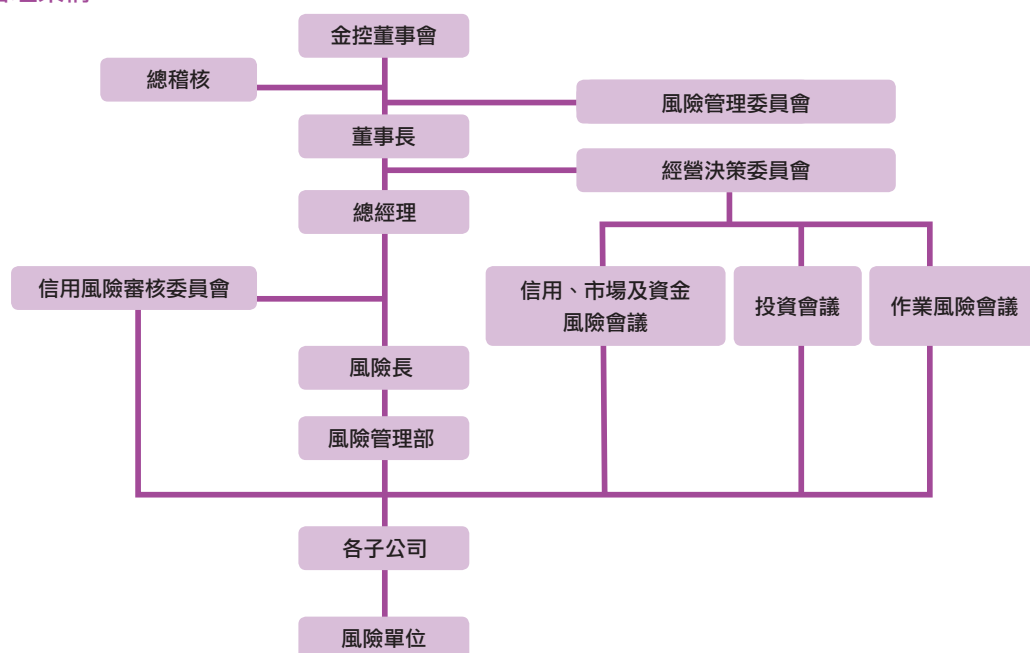 金控董事會
總稽核
風險管理委員會
董事長
經營決策委員會
總經理
信用風險審核委員會
信用、市場及資金
風險會議
投資會議
作業風險會議
風險長
風險管理部
各子公司
風險單位